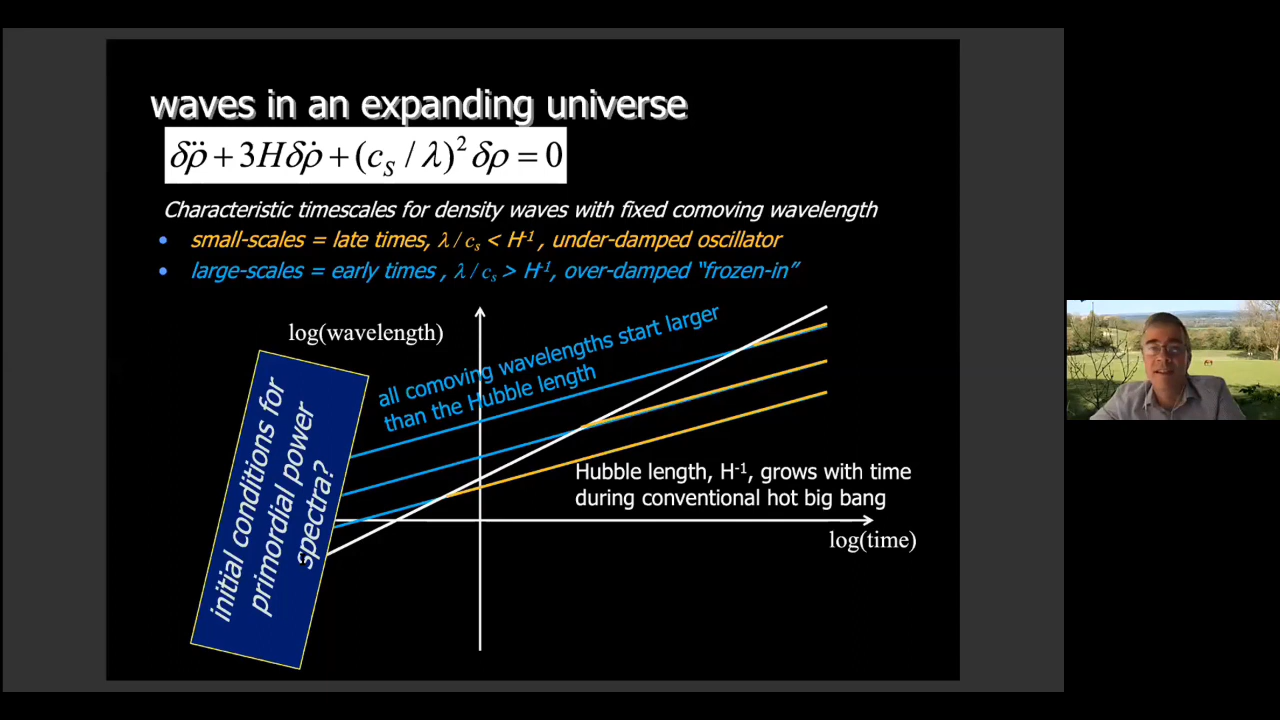 waves in an expanding universe
δρ̈ + 3Hδρ̇ + (c_S / λ)² δρ = 0
Characteristic timescales for density waves with fixed comoving wavelength
• small-scales = late times, λ / c_s < H⁻¹ , under-damped oscillator
• large-scales = early times , λ / c_s > H⁻¹, over-damped “frozen-in”
log(wavelength)
all comoving wavelengths start larger
than the Hubble length
initial conditions for
primordial power
spectra?
Hubble length, H⁻¹, grows with time
during conventional hot big bang
log(time)